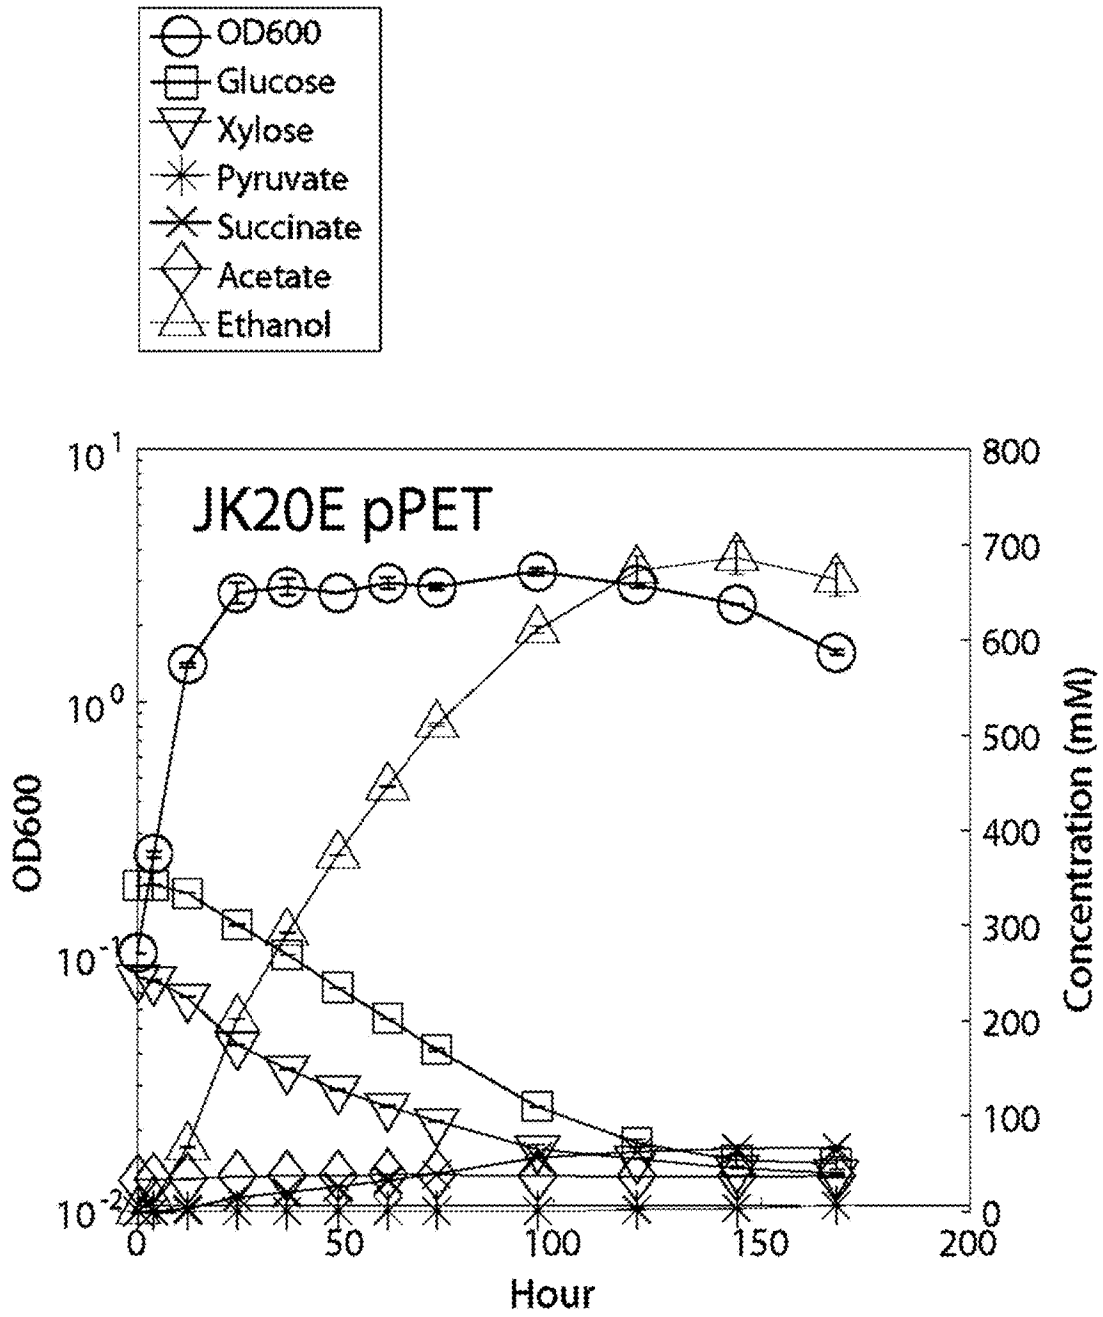 OD600
Glucose
Xylose
Pyruvate
Succinate
Acetate
Ethanol
JK20E pPET
10^1
10^0
10^-1
10^-2
OD600
800
700
600
500
400
300
200
100
0
Concentration (mM)
0 50 100 150 200
Hour